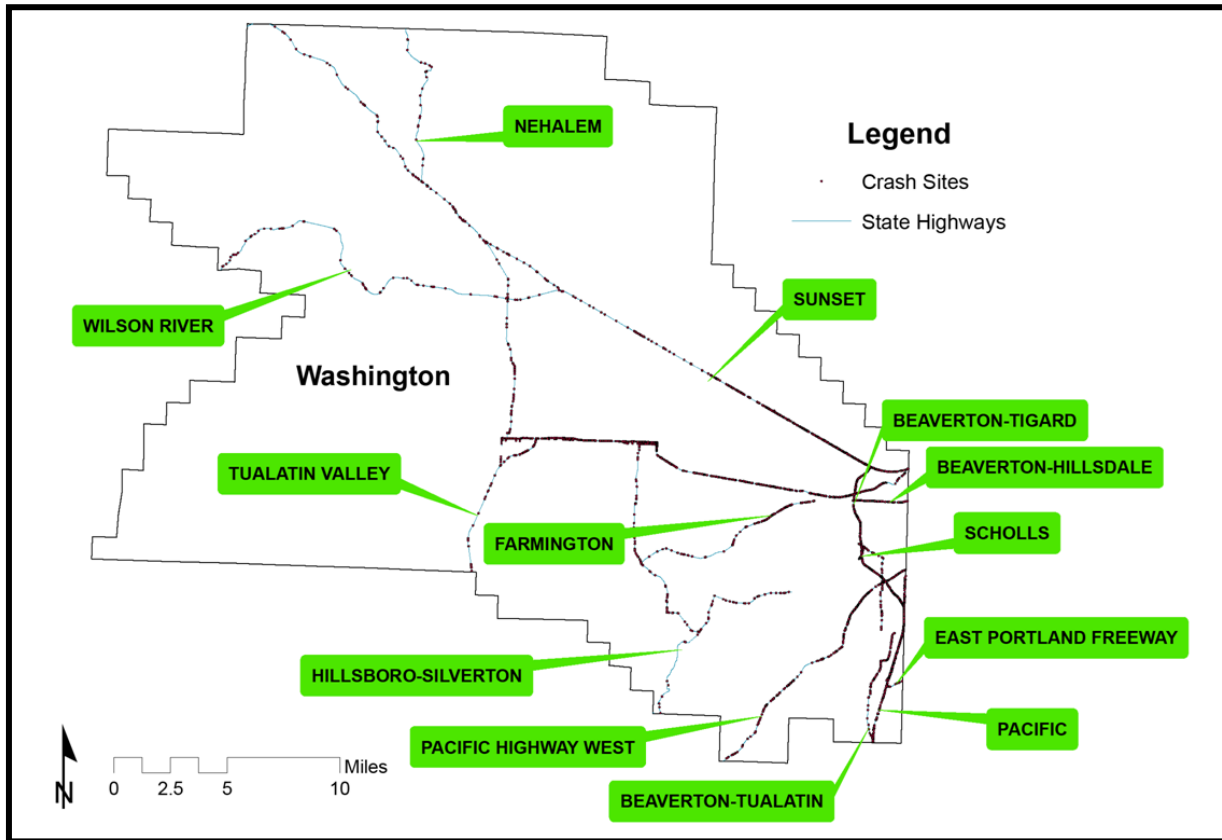 NEHALEM
Legend
Crash Sites
State Highways
SUNSET
WILSON RIVER
Washington
BEAVERTON-TIGARD
BEAVERTON-HILLSDALE
TUALATIN VALLEY
FARMINGTON
SCHOLLS
EAST PORTLAND FREEWAY
HILLSBORO-SILVERTON
PACIFIC
PACIFIC HIGHWAY WEST
BEAVERTON-TUALATIN
N
Miles
0 2.5 5 10